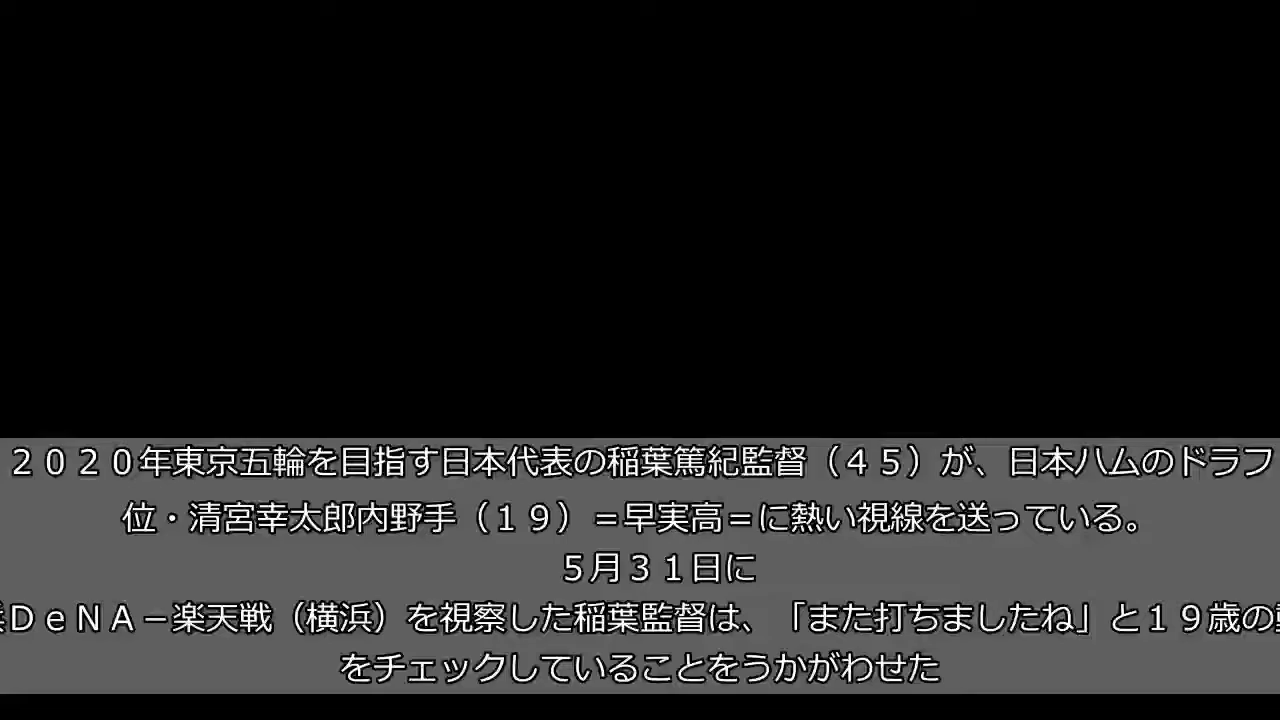 ２０２０年東京五輪を目指す日本代表の稲葉篤紀監督（４５）が、日本ハムのドラフ
位・清宮幸太郎内野手（１９）＝早実高＝に熱い視線を送っている。
５月３１日に
ＤｅＮＡ－楽天戦（横浜）を視察した稲葉監督は、「また打ちましたね」と１９歳の
をチェックしていることをうかがわせた